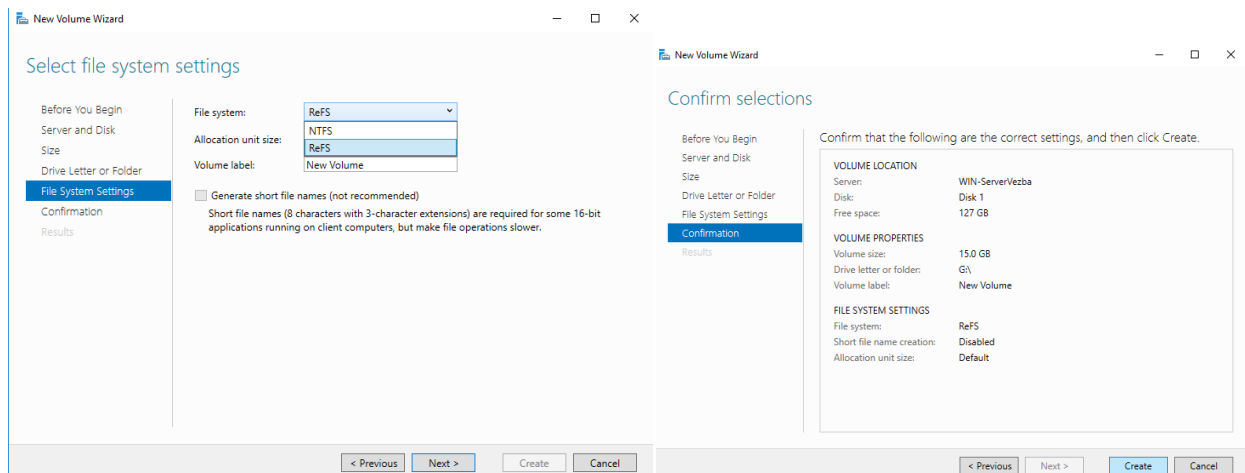 New Volume Wizard
Select file system settings
Before You Begin
Server and Disk
Size
Drive Letter or Folder
File System Settings
Confirmation
Results
File system: ReFS
NTFS
Allocation unit size:
ReFS
Volume label: New Volume
Generate short file names (not recommended)
Short file names (8 characters with 3-character extensions) are required for some 16-bit
applications running on client computers, but make file operations slower.
< Previous Next > Create Cancel
New Volume Wizard
Confirm selections
Before You Begin
Server and Disk
Size
Drive Letter or Folder
File System Settings
Confirmation
Results
Confirm that the following are the correct settings, and then click Create.
VOLUME LOCATION
Server: WIN-ServerVezba
Disk: Disk 1
Free space: 127 GB
VOLUME PROPERTIES
Volume size: 15.0 GB
Drive letter or folder: G:\
Volume label: New Volume
FILE SYSTEM SETTINGS
File system: ReFS
Short file name creation: Disabled
Allocation unit size: Default
< Previous Next > Create Cancel